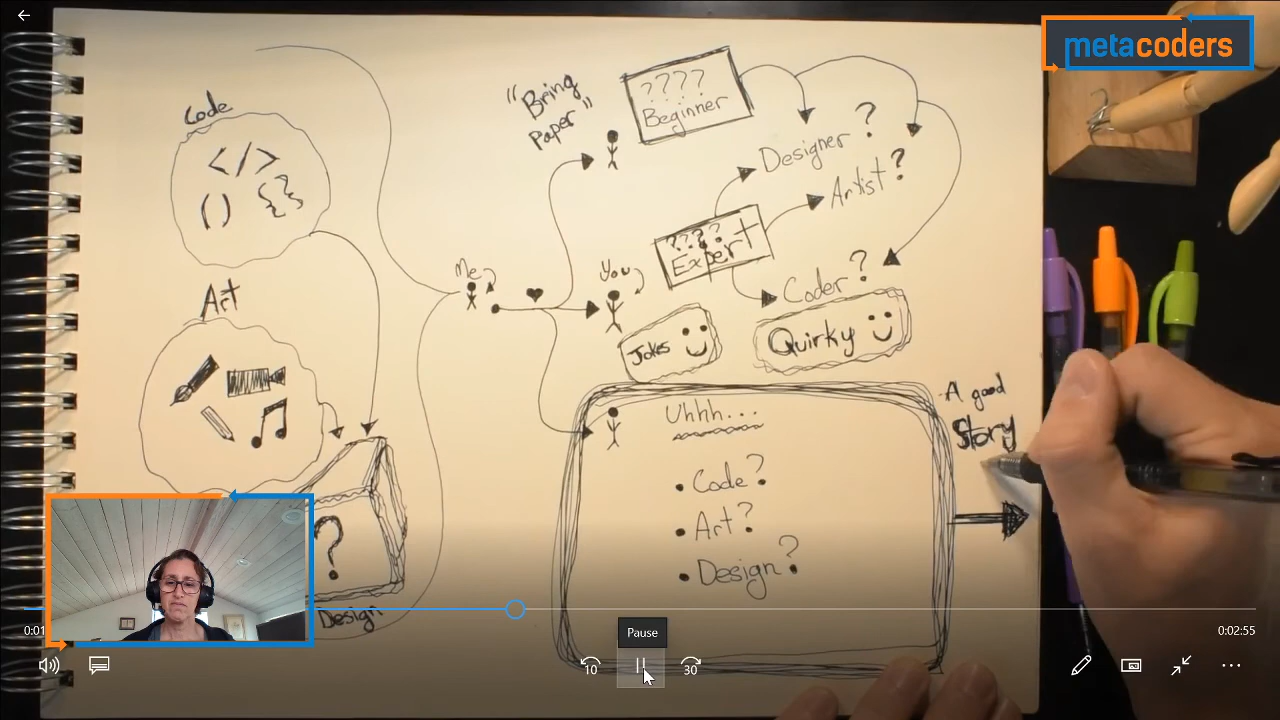 metacoders
Code
</>
() {}
Art
?
Design
"Bring
Paper"
????
Beginner
Designer?
Artist?
????
Expert
Coder?
Me
You
Jokes
Quirky
Uhhh...
• Code?
• Art?
• Design?
A good
Story
0:01
0:02:55
Pause
10
30